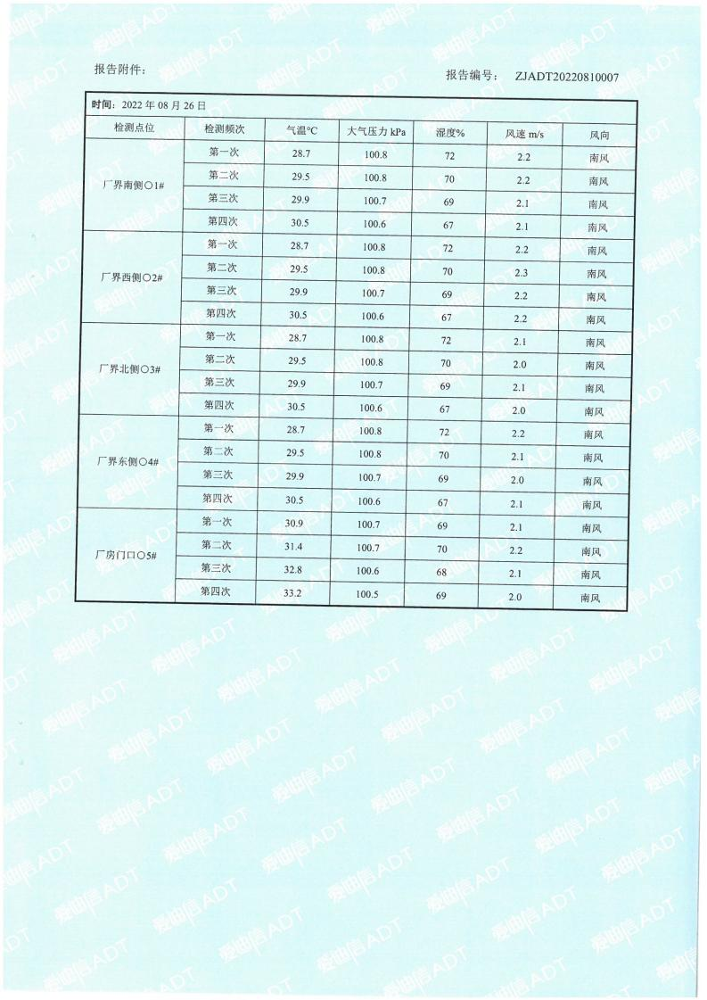 报告附件：
报告编号： ZJADT20220810007
时间：2022 年 08 月 26 日
检测点位 检测频次 气温℃ 大气压力 kPa 湿度% 风速 m/s 风向
厂界南侧○1# 第一次 28.7 100.8 72 2.2 南风
第二次 29.5 100.8 70 2.2 南风
第三次 29.9 100.7 69 2.1 南风
第四次 30.5 100.6 67 2.1 南风
厂界西侧○2# 第一次 28.7 100.8 72 2.2 南风
第二次 29.5 100.8 70 2.3 南风
第三次 29.9 100.7 69 2.2 南风
第四次 30.5 100.6 67 2.2 南风
厂界北侧○3# 第一次 28.7 100.8 72 2.1 南风
第二次 29.5 100.8 70 2.0 南风
第三次 29.9 100.7 69 2.1 南风
第四次 30.5 100.6 67 2.0 南风
厂界东侧○4# 第一次 28.7 100.8 72 2.2 南风
第二次 29.5 100.8 70 2.1 南风
第三次 29.9 100.7 69 2.0 南风
第四次 30.5 100.6 67 2.1 南风
厂房门口○5# 第一次 30.9 100.7 69 2.1 南风
第二次 31.4 100.7 70 2.2 南风
第三次 32.8 100.6 68 2.1 南风
第四次 33.2 100.5 69 2.0 南风
爱迪信ADT